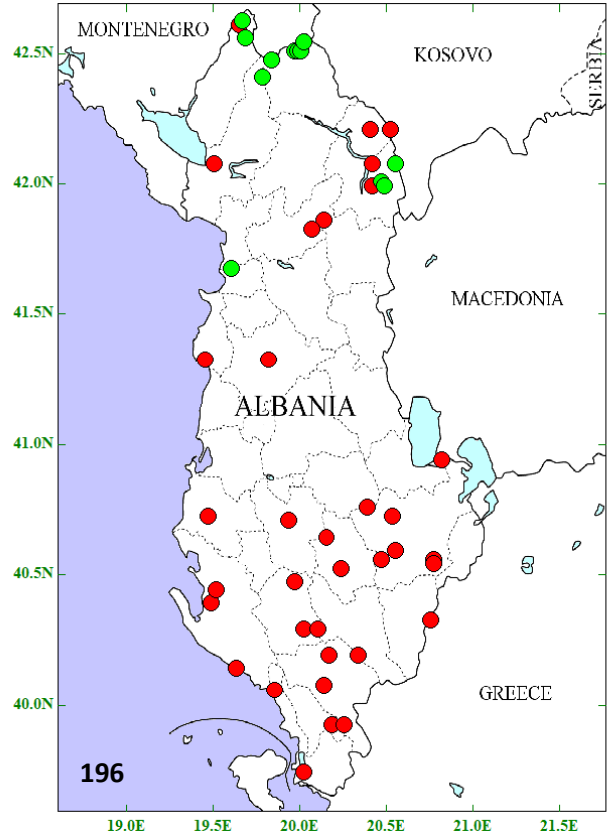 MONTENEGRO
42.5N
KOSOVO
SERBIA
42.0N
41.5N
MACEDONIA
ALBANIA
41.0N
40.5N
40.0N
GREECE
196
19.0E 19.5E 20.0E 20.5E 21.0E 21.5E